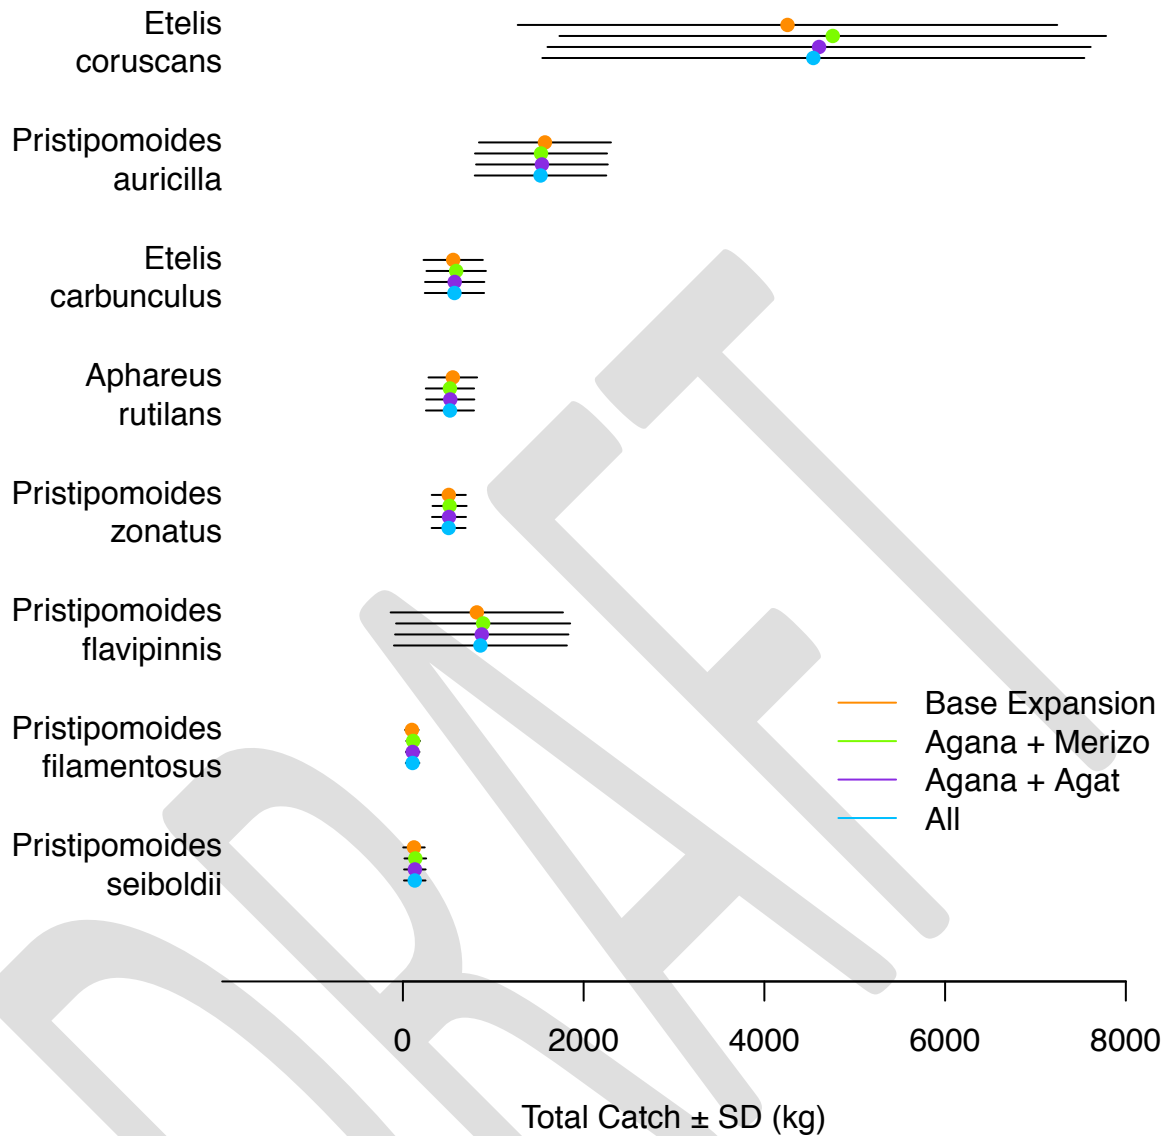 Etelis
coruscans
Pristipomoides
auricilla
Etelis
carbunculus
Aphareus
rutilans
Pristipomoides
zonatus
Pristipomoides
flavipinnis
Pristipomoides
filamentosus
Pristipomoides
seiboldii
Base Expansion
Agana + Merizo
Agana + Agat
All
0 2000 4000 6000 8000
Total Catch ± SD (kg)
DRAFT